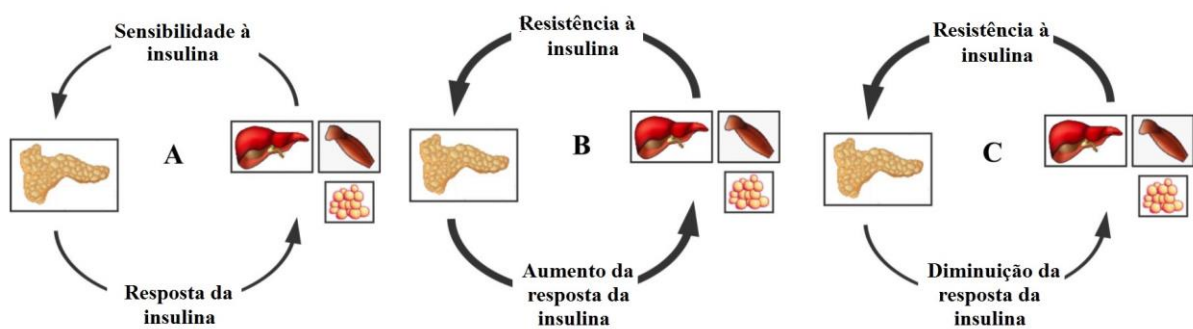 Sensibilidade à
insulina
A
Resposta da
insulina
Resistência à
insulina
B
Aumento da
resposta da
insulina
Resistência à
insulina
C
Diminuição da
resposta da
insulina